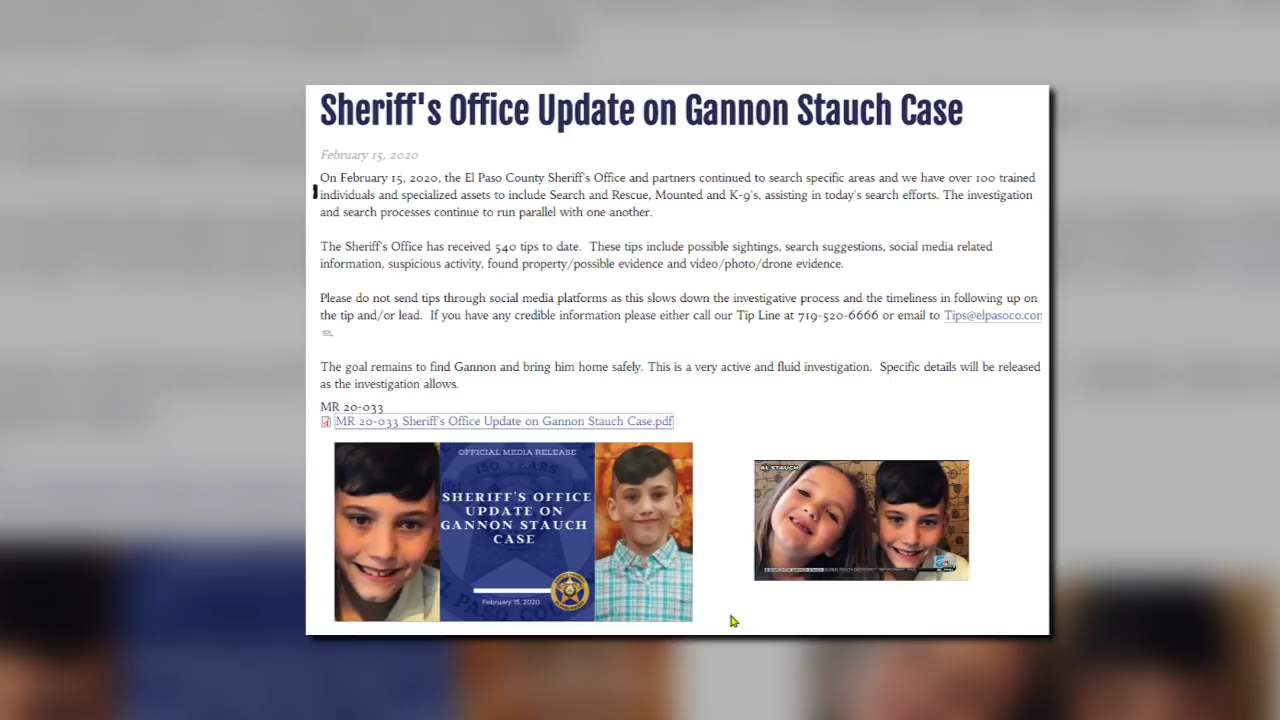 Sheriff's Office Update on Gannon Stauch Case
February 15, 2020
On February 15, 2020, the El Paso County Sheriff's Office and partners continued to search specific areas and we have over 100 trained
individuals and specialized assets to include Search and Rescue, Mounted and K-9's, assisting in today's search efforts. The investigation
and search processes continue to run parallel with one another.
The Sheriff's Office has received 540 tips to date. These tips include possible sightings, search suggestions, social media related
information, suspicious activity, found property/possible evidence and video/photo/drone evidence.
Please do not send tips through social media platforms as this slows down the investigative process and the timeliness in following up on
the tip and/or lead. If you have any credible information please either call our Tip Line at 719-520-6666 or email to Tips@elpasoco.com
The goal remains to find Gannon and bring him home safely. This is a very active and fluid investigation. Specific details will be released
as the investigation allows.
MR 20-033
MR 20-033 Sheriff's Office Update on Gannon Stauch Case.pdf
OFFICIAL MEDIA RELEASE
150 YEARS
SHERIFF'S OFFICE
UPDATE ON
GANNON STAUCH
CASE
February 15, 2020
AL STAUCH